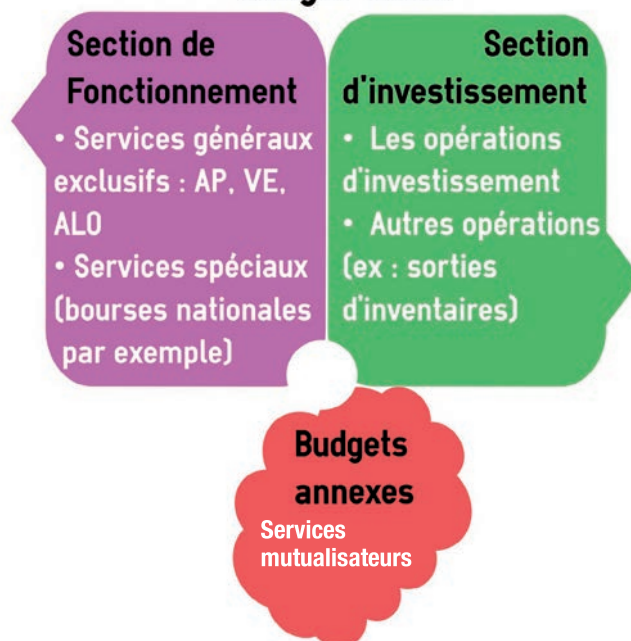 Section de
Fonctionnement
• Services généraux
exclusifs : AP, VE,
ALO
• Services spéciaux
(bourses nationales
par exemple)
Section
d'investissement
• Les opérations
d'investissement
• Autres opérations
(ex : sorties
d'inventaires)
Budgets
annexes
Services
mutualisateurs